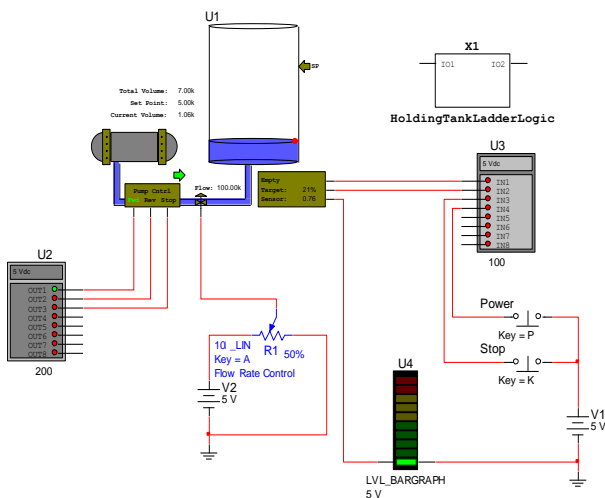 U1
X1
IO1 IO2
HoldingTankLadderLogic
SP
Total Volume: 7.00k
Set Point: 5.00k
Current Volume: 1.06k
U3
5 Vdc
IN1
IN2
IN3
IN4
IN5
IN6
IN7
IN8
100
Empty
Target: 21%
Sensor: 0.76
Flow: 100.00k
Pump Cntrl
Fwd Rev Stop
U2
5 Vdc
OUT1
OUT2
OUT3
OUT4
OUT5
OUT6
OUT7
OUT8
200
Power
Key = P
Stop
Key = K
_LIN
R1 50%
Key = A
Flow Rate Control
V2
5 V
U4
LVL_BARGRAPH
5 V
V1
5 V